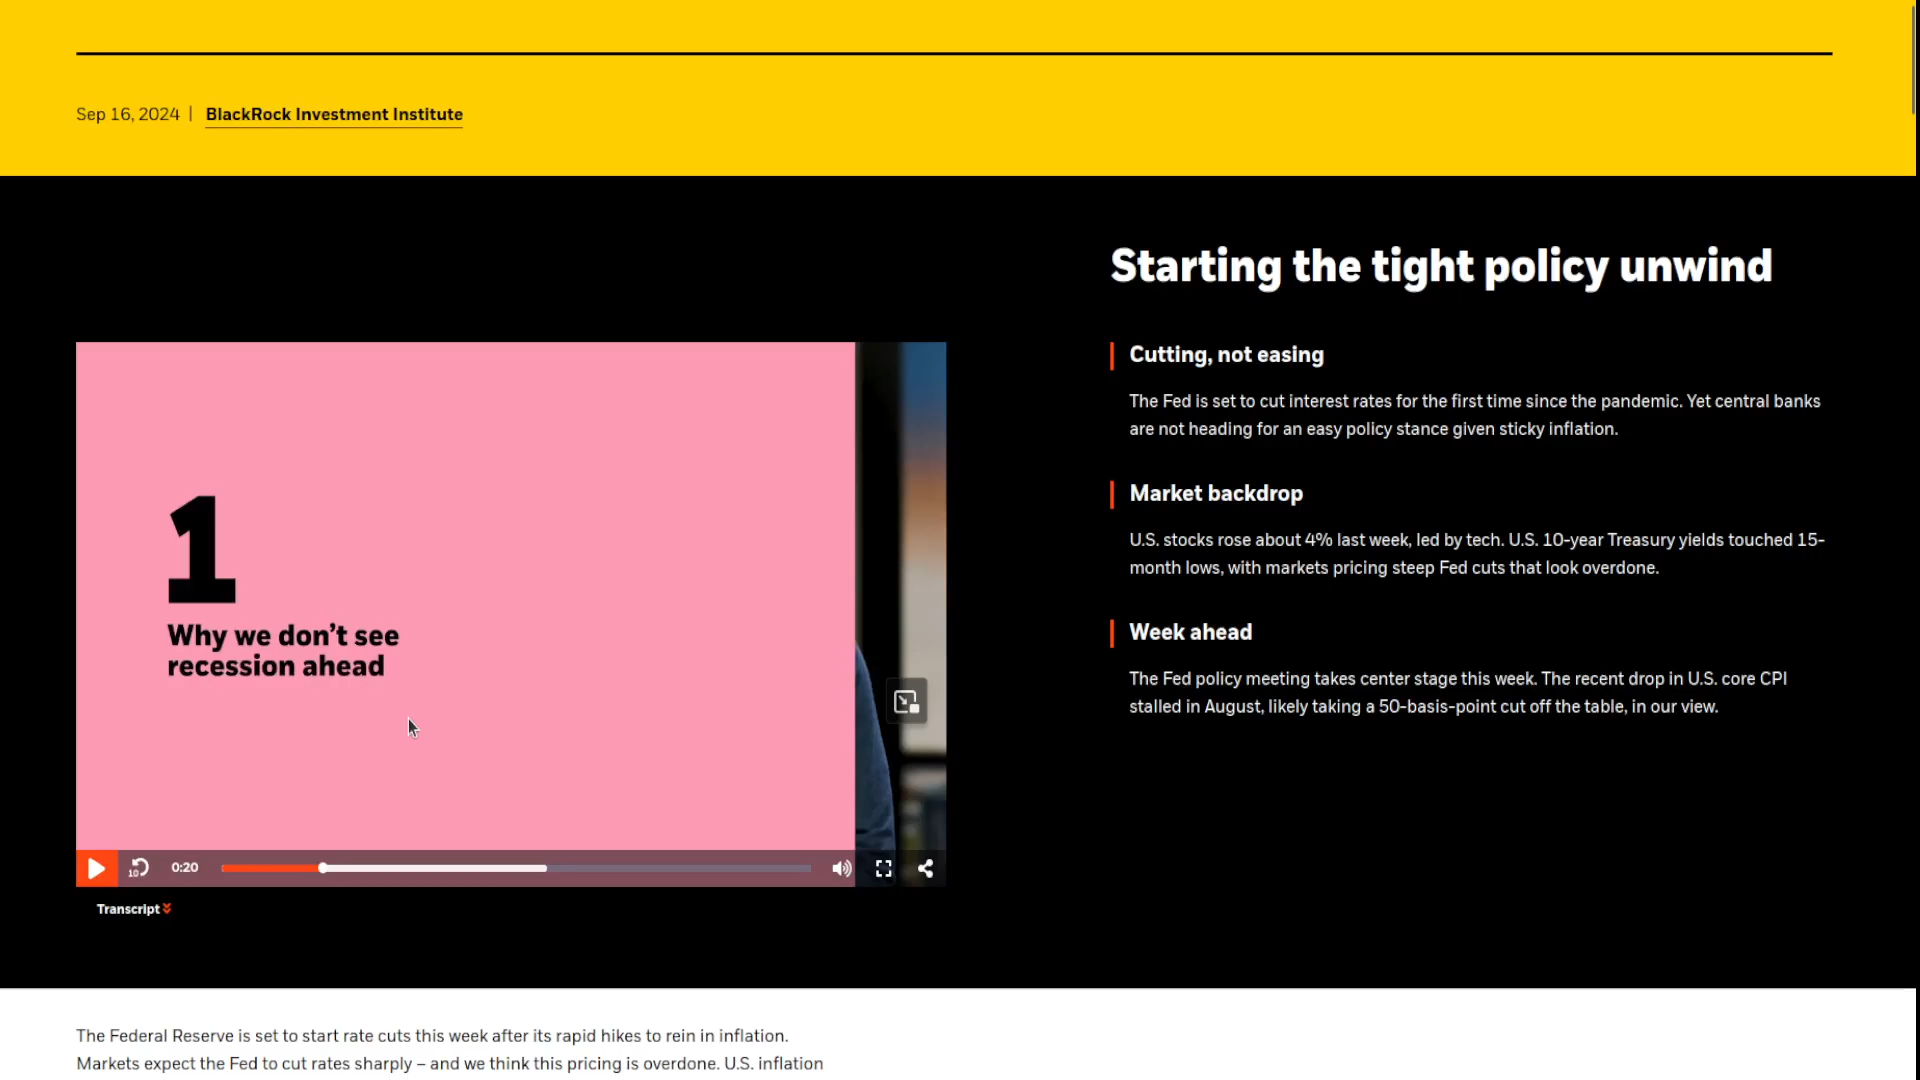 Sep 16, 2024 | BlackRock Investment Institute
Starting the tight policy unwind
Cutting, not easing
The Fed is set to cut interest rates for the first time since the pandemic. Yet central banks
are not heading for an easy policy stance given sticky inflation.
Market backdrop
U.S. stocks rose about 4% last week, led by tech. U.S. 10-year Treasury yields touched 15-
month lows, with markets pricing steep Fed cuts that look overdone.
Week ahead
The Fed policy meeting takes center stage this week. The recent drop in U.S. core CPI
stalled in August, likely taking a 50-basis-point cut off the table, in our view.
1
Why we don’t see
recession ahead
10
0:20
Transcript
The Federal Reserve is set to start rate cuts this week after its rapid hikes to rein in inflation.
Markets expect the Fed to cut rates sharply – and we think this pricing is overdone. U.S. inflation